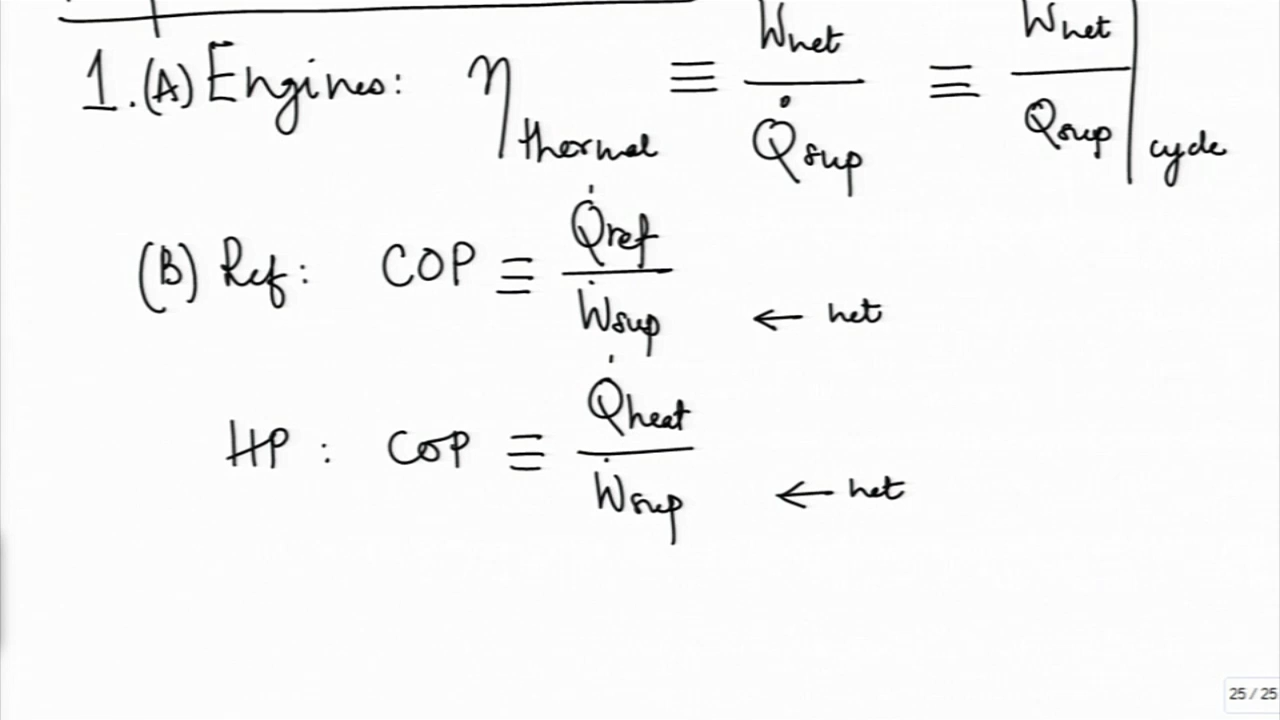 1. (A) Engines: η thermal ≡ Ẇnet / Q̇sup ≡ Wnet / Qsup | cycle
(B) Ref: COP ≡ Q̇ref / Ẇsup ← net
HP: COP ≡ Q̇heat / Ẇsup ← net
25 / 25